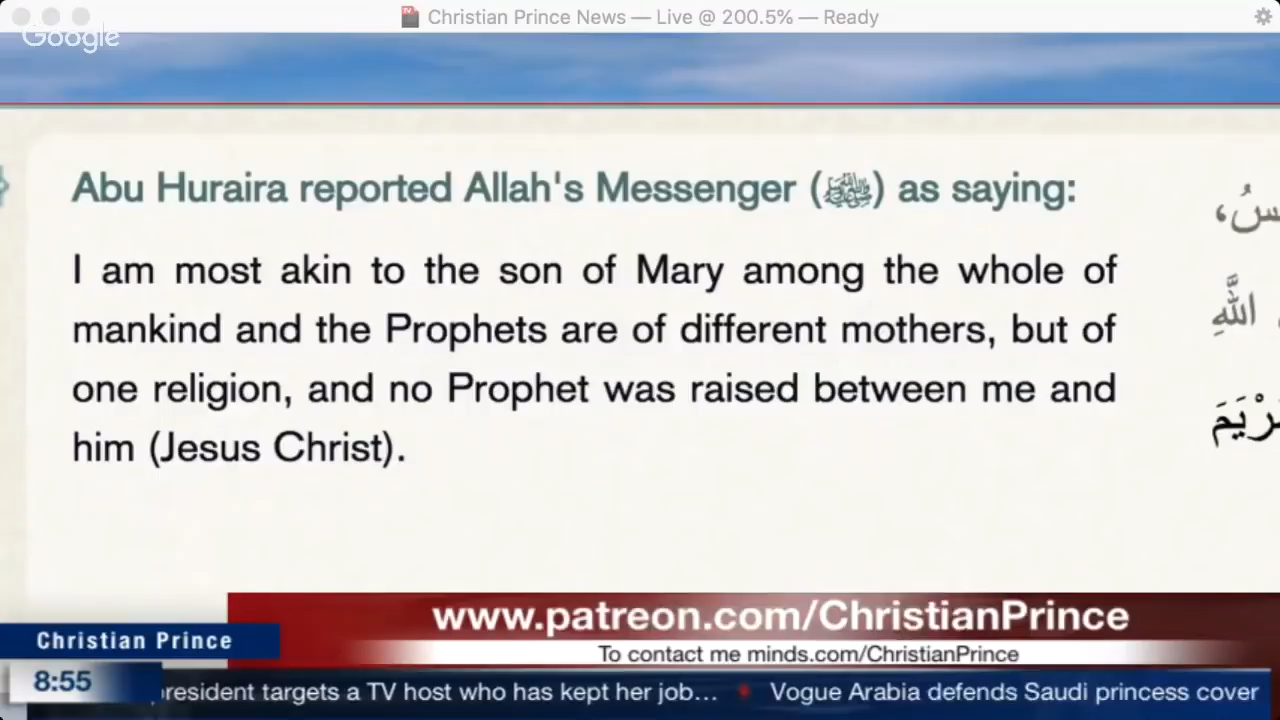 Christian Prince News — Live @ 200.5% — Ready
Google
Abu Huraira reported Allah's Messenger (ﷺ) as saying:
I am most akin to the son of Mary among the whole of
mankind and the Prophets are of different mothers, but of
one religion, and no Prophet was raised between me and
him (Jesus Christ).
اللَّهِ
www.patreon.com/ChristianPrince
To contact me minds.com/ChristianPrince
Christian Prince
8:55
resident targets a TV host who has kept her job... • Vogue Arabia defends Saudi princess cover